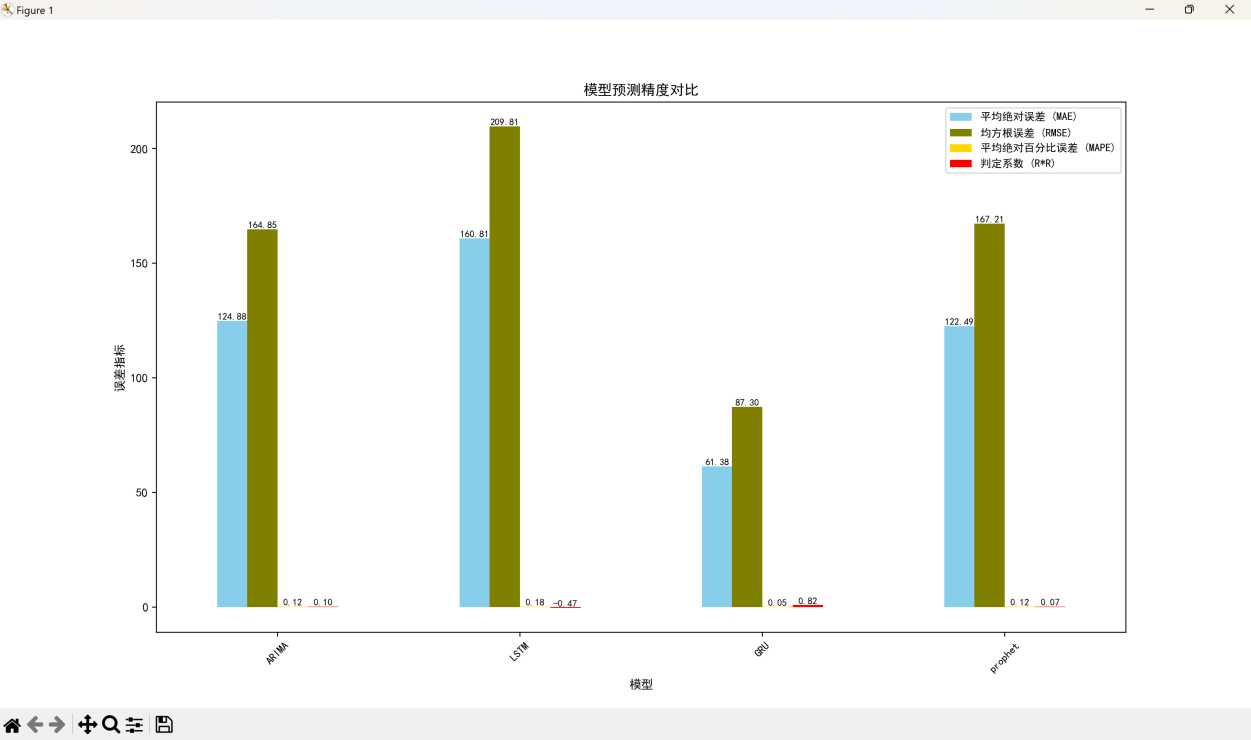 Figure 1
模型预测精度对比
平均绝对误差 (MAE)
均方根误差 (RMSE)
平均绝对百分比误差 (MAPE)
判定系数 (R*R)
误差指标
200
150
100
50
0
124.88
164.85
0.12
0.10
160.81
209.81
0.18
-0.47
61.38
87.30
0.05
0.82
122.49
167.21
0.12
0.07
ARIMA
LSTM
GRU
prophet
模型